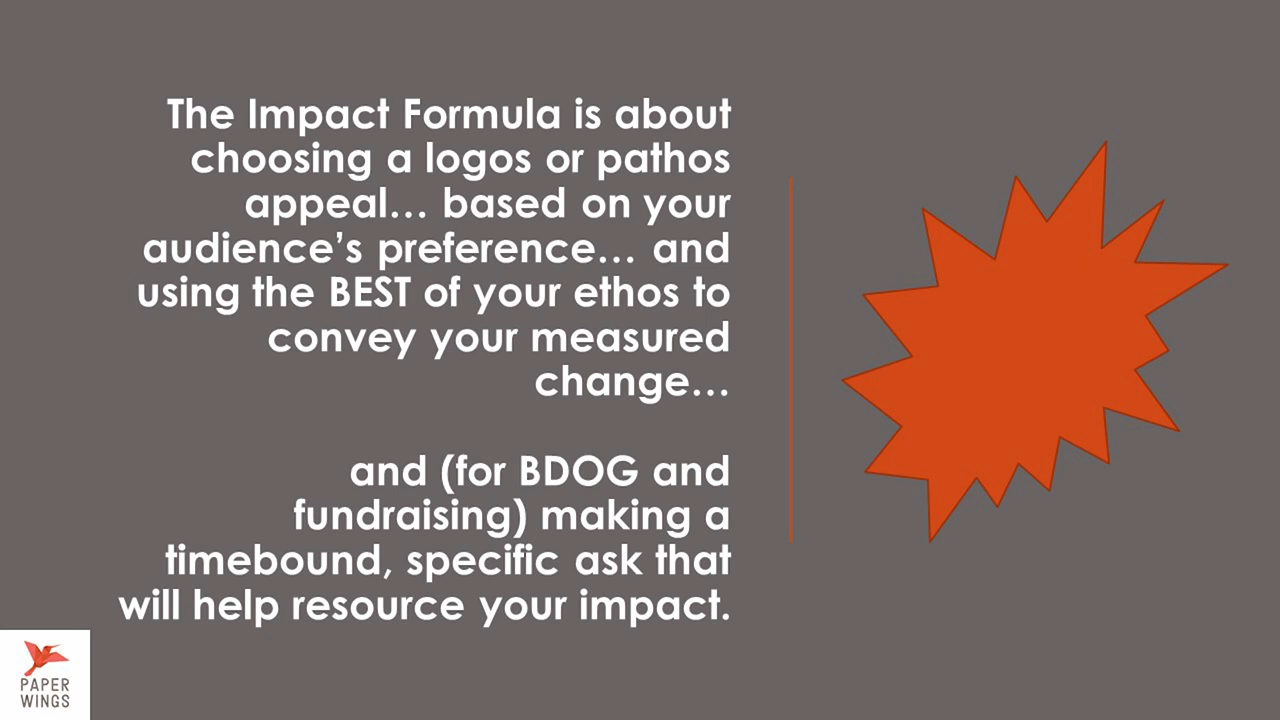 The Impact Formula is about
choosing a logos or pathos
appeal… based on your
audience’s preference… and
using the BEST of your ethos to
convey your measured
change…
and (for BDOG and
fundraising) making a
timebound, specific ask that
will help resource your impact.
PAPER
WINGS